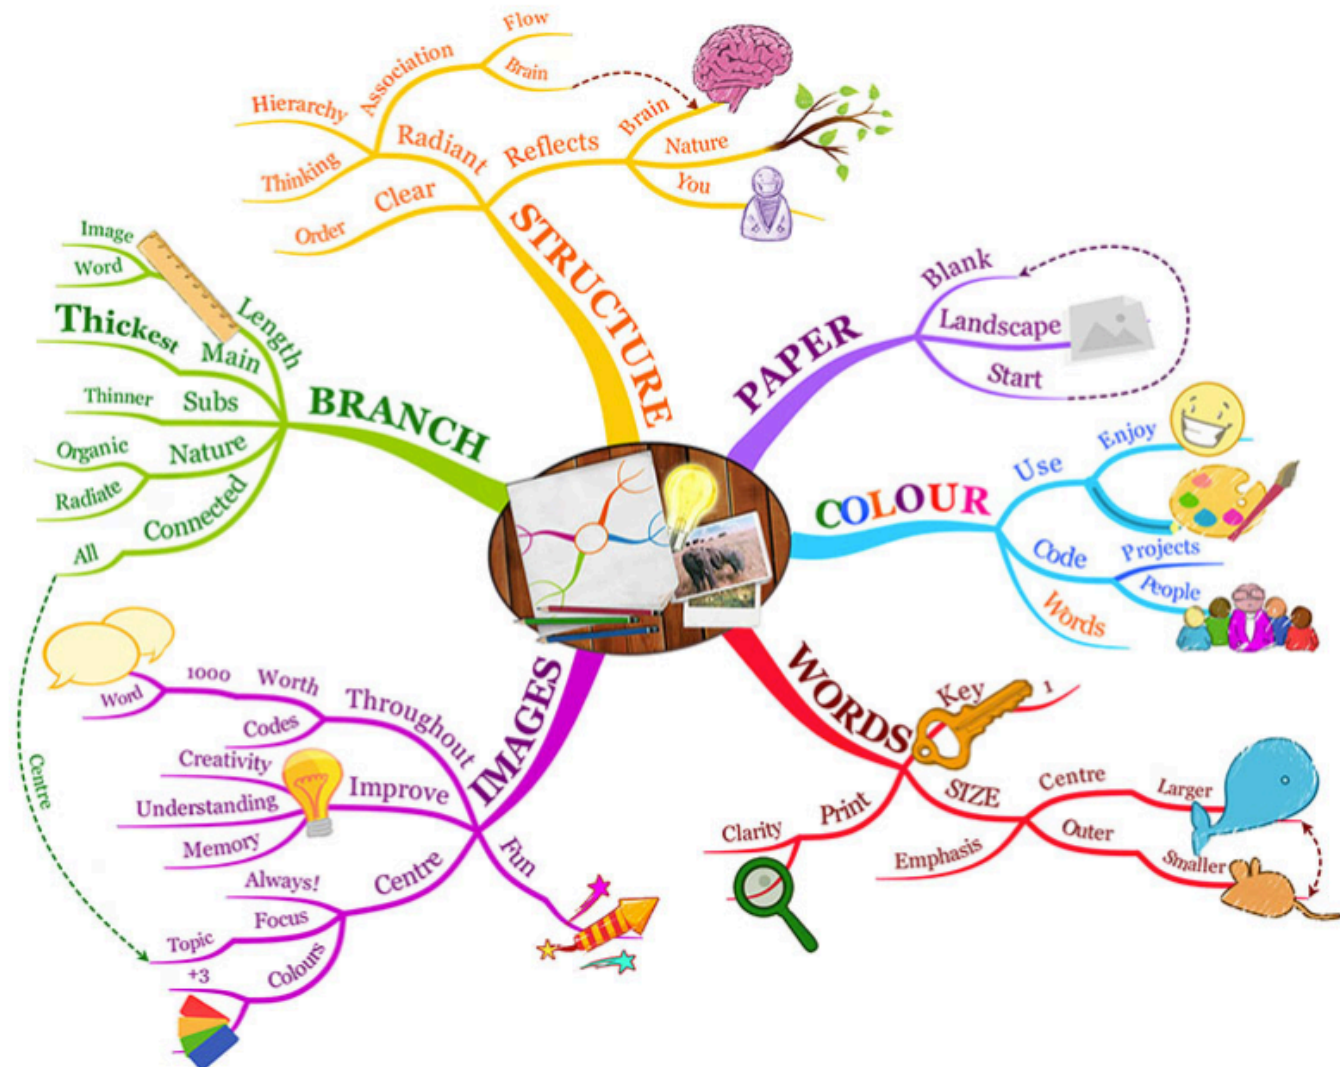 STRUCTURE
Radiant
Association
Flow
Brain
Hierarchy
Thinking
Clear
Order
Reflects
Brain
Nature
You
PAPER
Blank
Landscape
Start
COLOUR
Use
Enjoy
Code
Projects
People
Words
WORDS
Key
1
SIZE
Centre
Larger
Outer
Smaller
Emphasis
Print
Clarity
IMAGES
Throughout
Worth
1000
Word
Codes
Improve
Creativity
Understanding
Memory
Centre
Always!
Focus
Topic
Colours
+3
Fun
BRANCH
Length
Image
Word
Main
Thickest
Subs
Thinner
Nature
Organic
Radiate
Connected
All
Centre